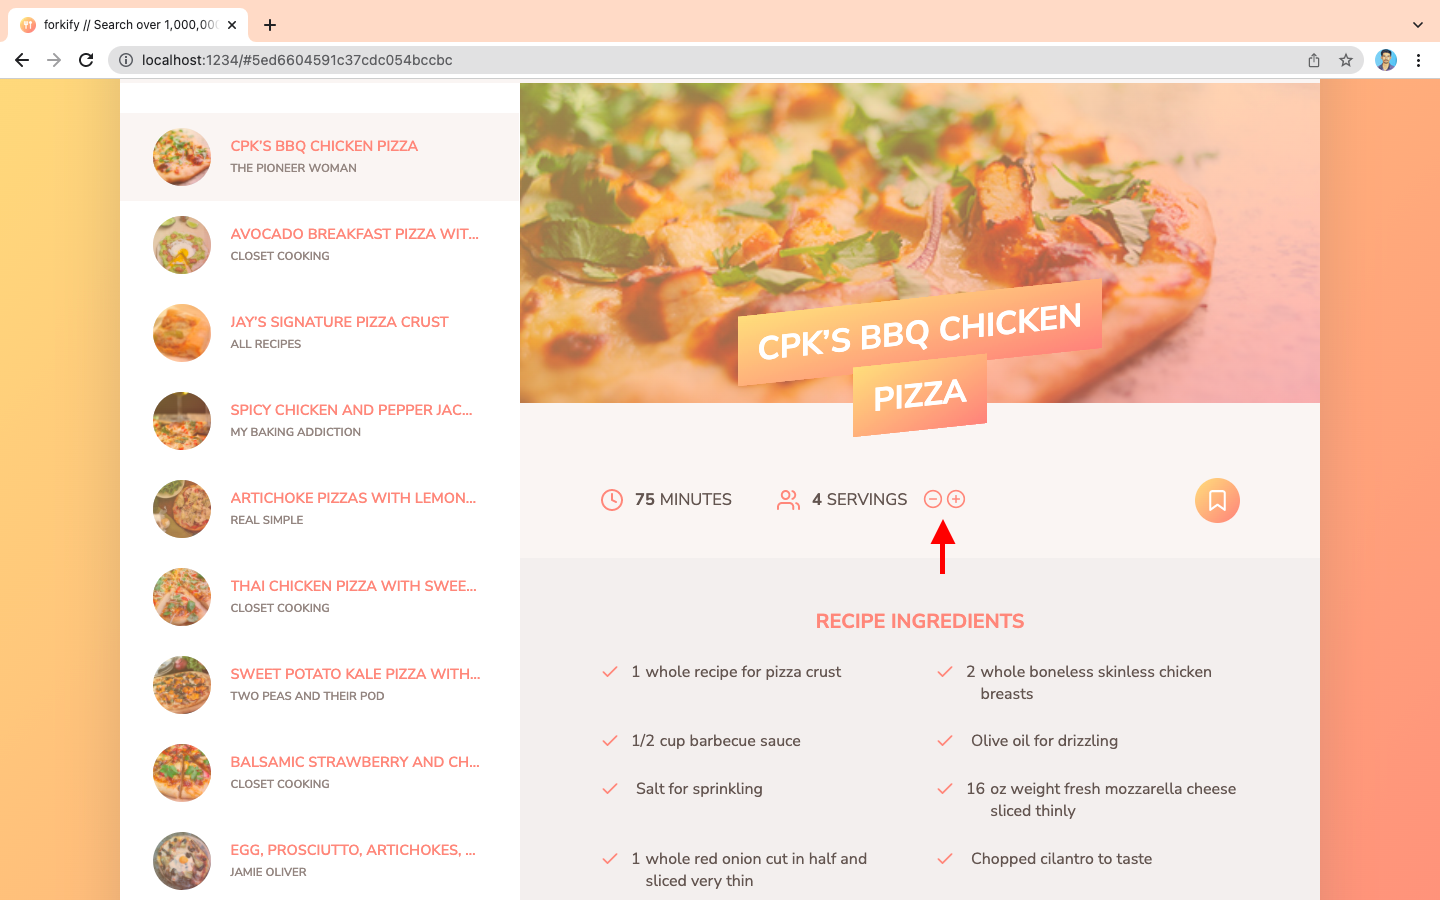 forkify // Search over 1,000,000
localhost:1234/#5ed6604591c37cdc054bccbc
CPK'S BBQ CHICKEN PIZZA
THE PIONEER WOMAN
AVOCADO BREAKFAST PIZZA WIT...
CLOSET COOKING
JAY'S SIGNATURE PIZZA CRUST
ALL RECIPES
SPICY CHICKEN AND PEPPER JAC...
MY BAKING ADDICTION
ARTICHOKE PIZZAS WITH LEMON...
REAL SIMPLE
THAI CHICKEN PIZZA WITH SWEE...
CLOSET COOKING
SWEET POTATO KALE PIZZA WITH...
TWO PEAS AND THEIR POD
BALSAMIC STRAWBERRY AND CH...
CLOSET COOKING
EGG, PROSCIUTTO, ARTICHOKES, ...
JAMIE OLIVER
CPK'S BBQ CHICKEN
PIZZA
75 MINUTES
4 SERVINGS
RECIPE INGREDIENTS
1 whole recipe for pizza crust
2 whole boneless skinless chicken
breasts
1/2 cup barbecue sauce
Olive oil for drizzling
Salt for sprinkling
16 oz weight fresh mozzarella cheese
sliced thinly
1 whole red onion cut in half and
sliced very thin
Chopped cilantro to taste